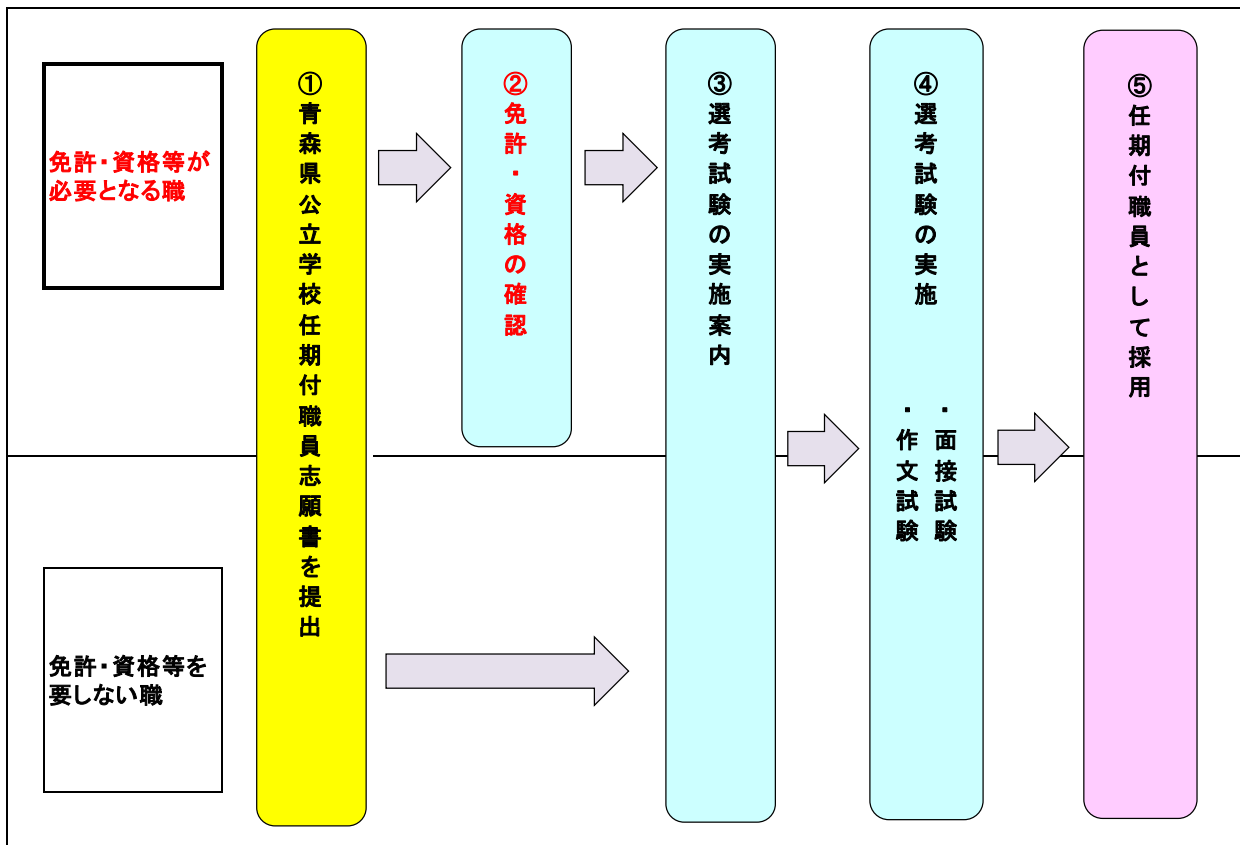 免許・資格等が
必要となる職
①青森県公立学校任期付職員志願書を提出
②免許・資格の確認
③選考試験の実施案内
④選考試験の実施
・面接試験
・作文試験
⑤任期付職員として採用
免許・資格等を
要しない職